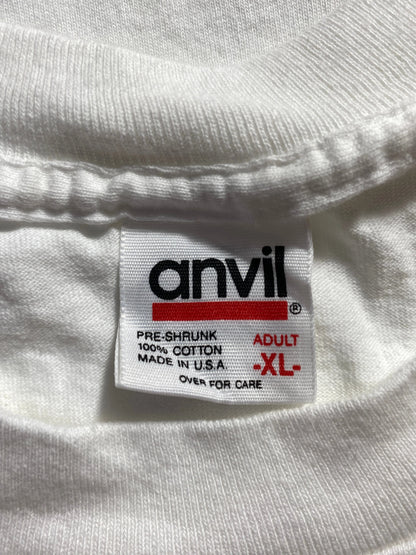 anvil®
PRE-SHRUNK
100% COTTON
MADE IN U.S.A.
ADULT
-XL-
OVER FOR CARE